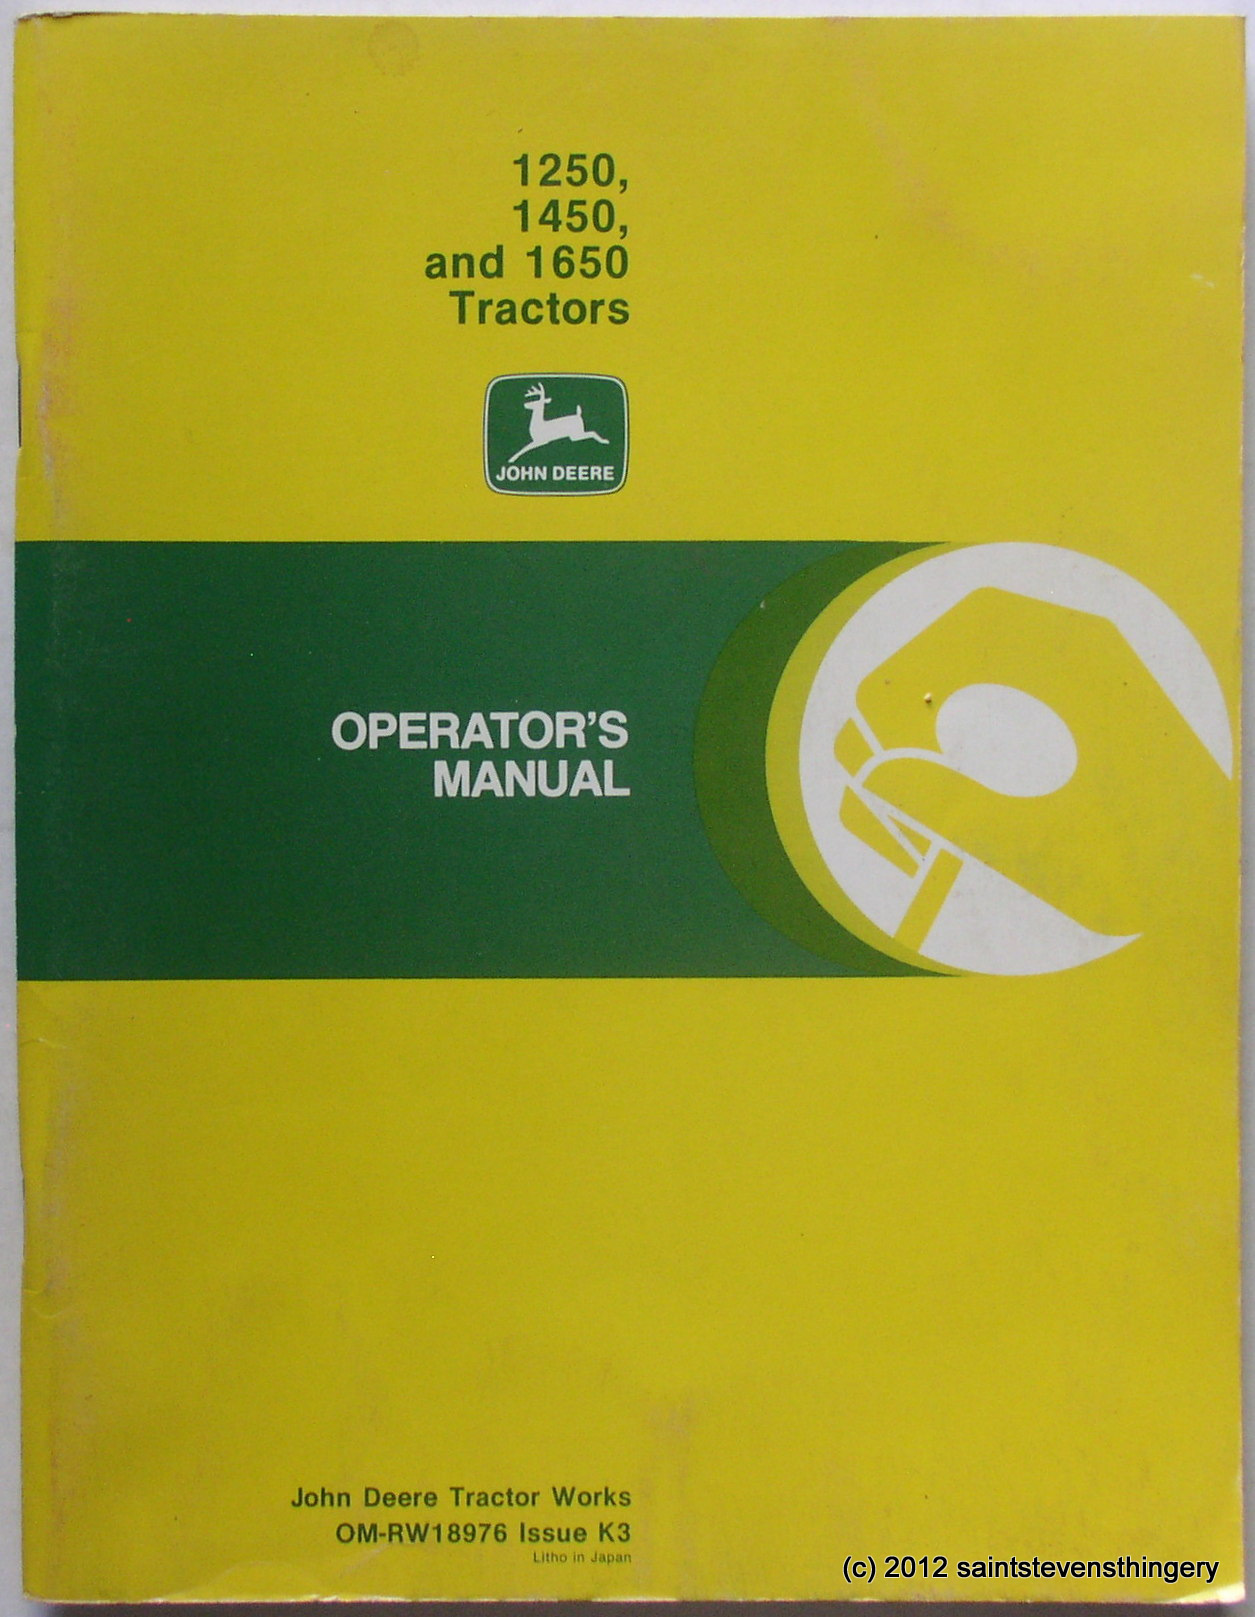 1250,
1450,
and 1650
Tractors
JOHN DEERE
OPERATOR'S
MANUAL
John Deere Tractor Works
OM-RW18976 Issue K3
Litho in Japan
(c) 2012 saintstevensthingery